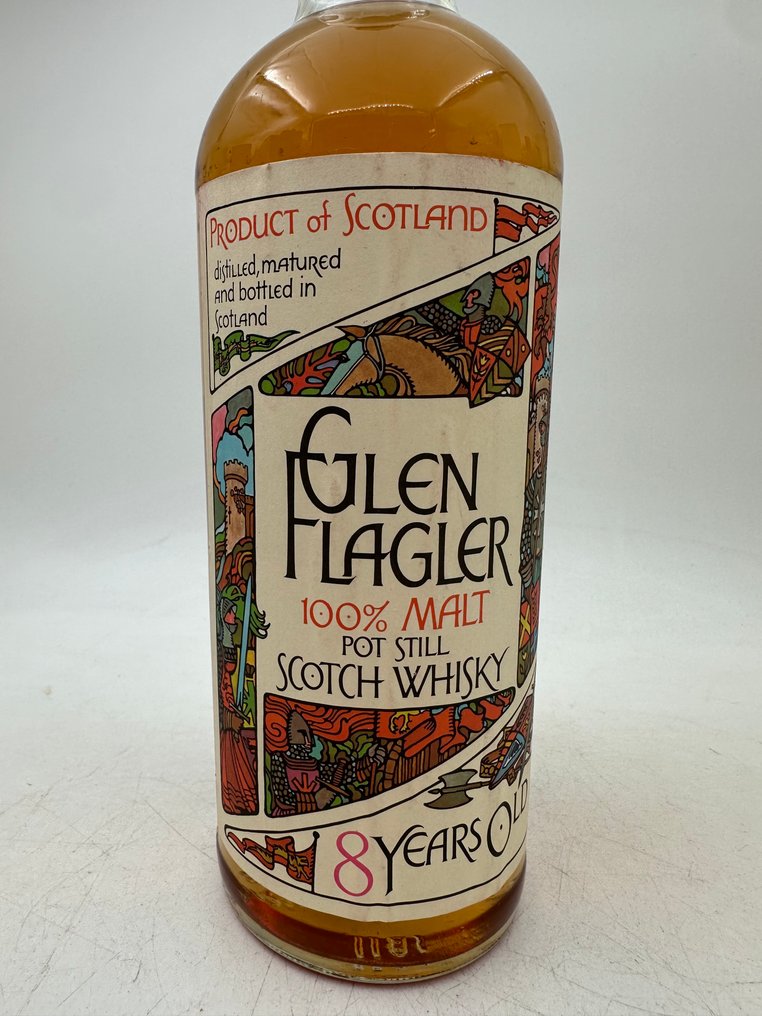 PRODUCT of SCOTLAND
distilled, matured
and bottled in
Scotland
GLEN
FLAGLER
100% MALT
POT STILL
SCOTCH WHISKY
8 YEARS OLD